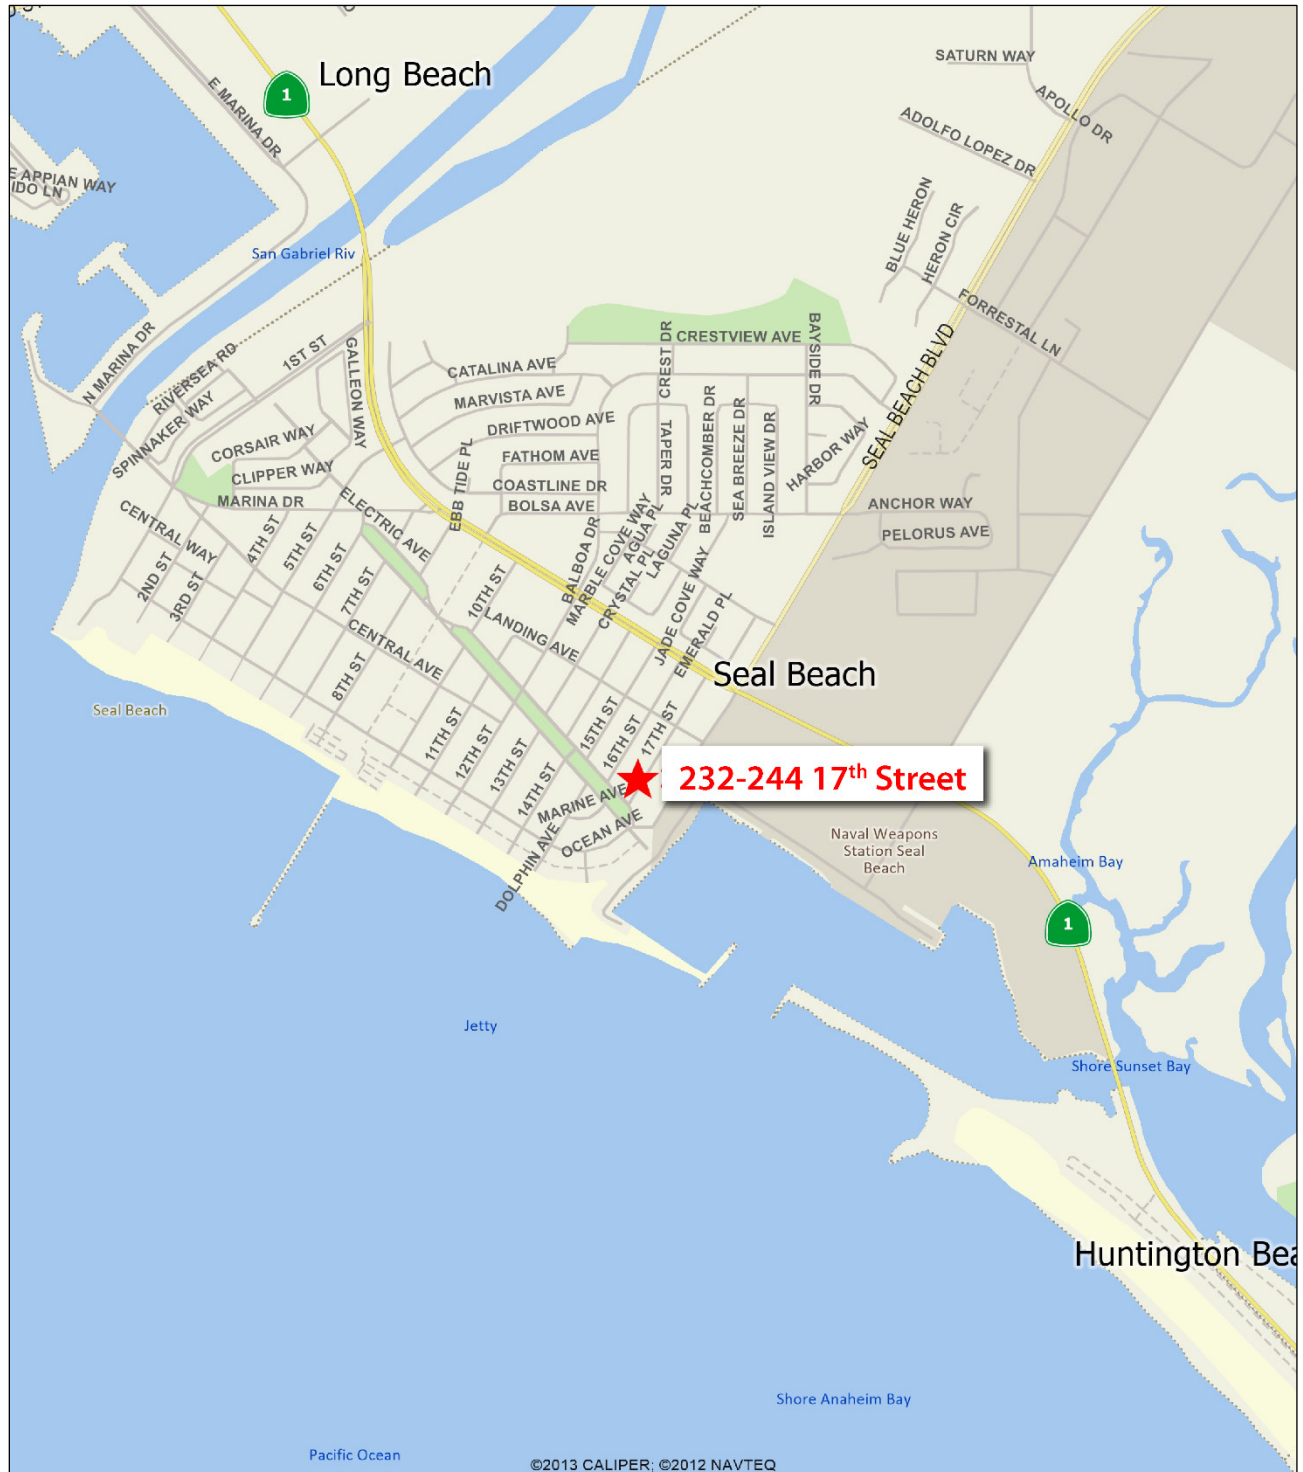 SATURN WAY
Long Beach
1
E MARINA DR
APOLLO DR
ADOLFO LOPEZ DR
E APPIAN WAY
IDO LN
BLUE HERON
HERON CIR
San Gabriel Riv
FORRESTAL LN
N MARINA DR
RIVERSEA RD
1ST ST
GALLEON WAY
CATALINA AVE
CREST DR
CRESTVIEW AVE
BAYSIDE DR
SEAL BEACH BLVD
MARVISTA AVE
DRIFTWOOD AVE
SPINNAKER WAY
CORSAIR WAY
FATHOM AVE
TAPER DR
BEACHCOMBER DR
SEA BREEZE DR
ISLAND VIEW DR
HARBOR WAY
CLIPPER WAY
EBB TIDE PL
COASTLINE DR
MARINA DR
ELECTRIC AVE
BOLSA AVE
ANCHOR WAY
PELORUS AVE
CENTRAL WAY
4TH ST
5TH ST
6TH ST
7TH ST
2ND ST
3RD ST
10TH ST
BALBOA DR
MARBLE COVE WAY
AGUA PL
CRYSTAL PL
LAGUNA PL
JADE COVE WAY
EMERALD PL
LANDING AVE
CENTRAL AVE
8TH ST
Seal Beach
Seal Beach
11TH ST
12TH ST
13TH ST
14TH ST
15TH ST
16TH ST
17TH ST
232-244 17th Street
MARINE AVE
OCEAN AVE
DOLPHIN AVE
Naval Weapons
Station Seal
Beach
Amaheim Bay
1
Jetty
Shore Sunset Bay
Huntington Bea
Shore Anaheim Bay
Pacific Ocean
©2013 CALIPER; ©2012 NAVTEQ